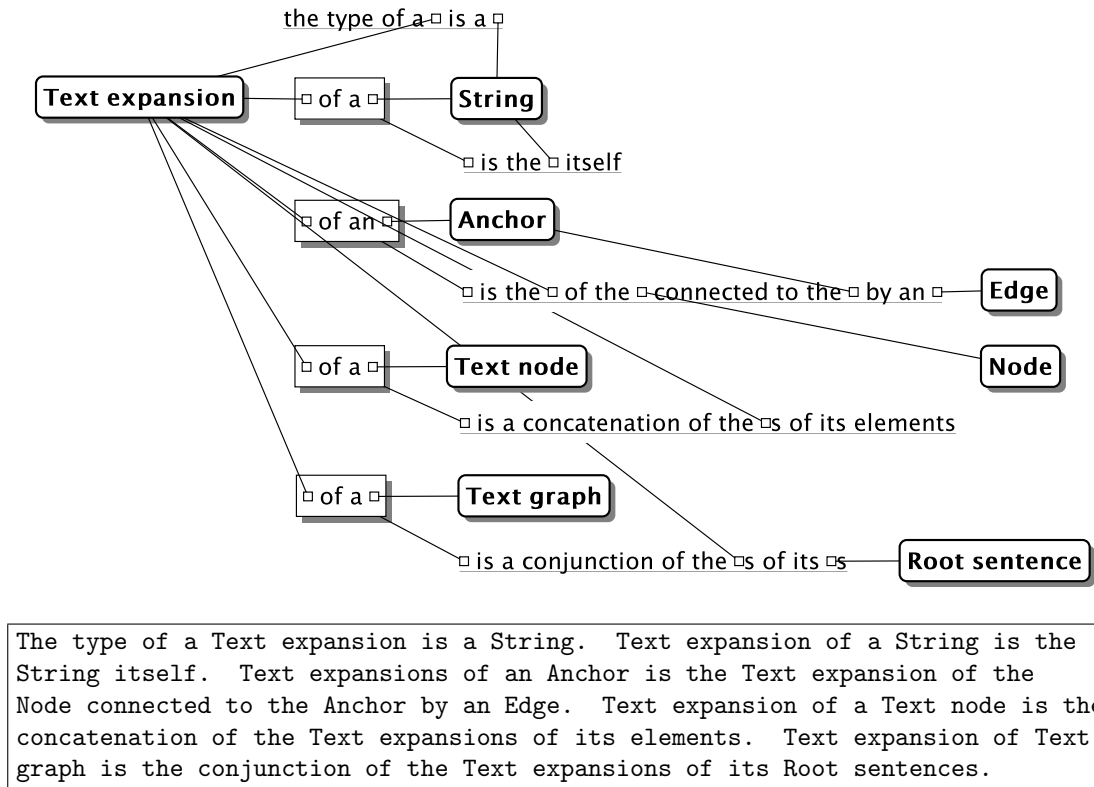 the type of a □ is a □
Text expansion
□ of a □
String
□ is the □ itself
□ of an □
Anchor
□ is the □ of the □ connected to the □ by an □
Edge
□ of a □
Text node
Node
□ is a concatenation of the □s of its elements
□ of a □
Text graph
□ is a conjunction of the □s of its □s
Root sentence
The type of a Text expansion is a String. Text expansion of a String is the
String itself. Text expansions of an Anchor is the Text expansion of the
Node connected to the Anchor by an Edge. Text expansion of a Text node is the
concatenation of the Text expansions of its elements. Text expansion of Text
graph is the conjunction of the Text expansions of its Root sentences.